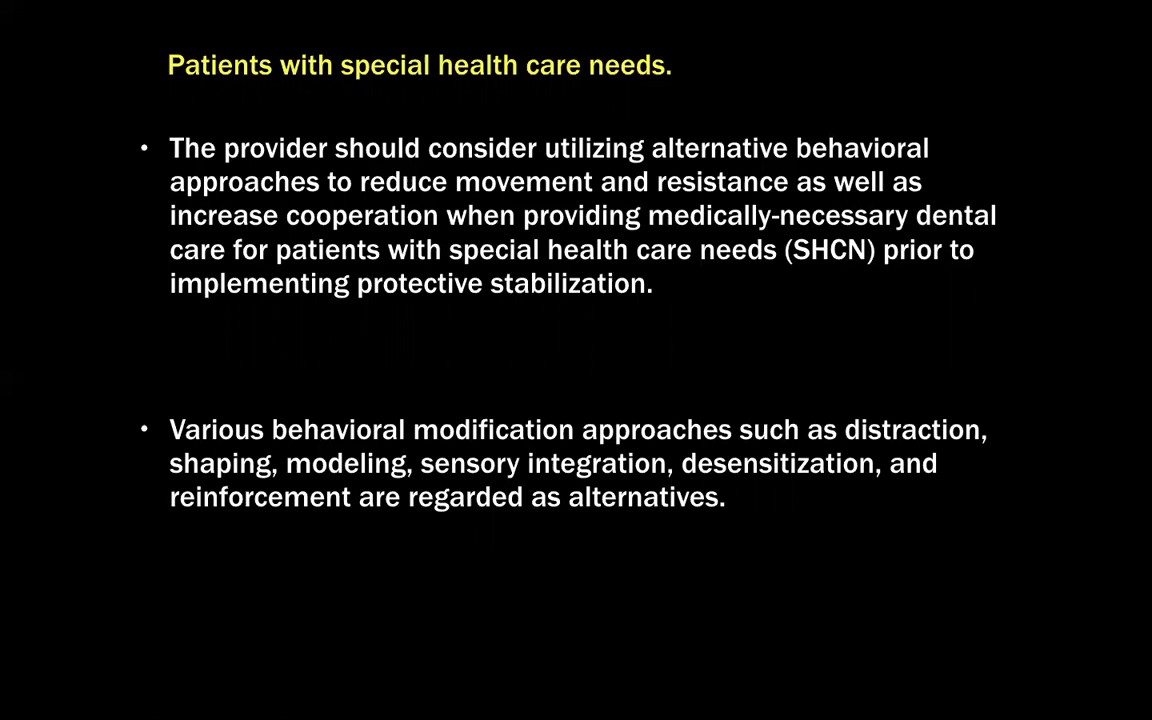 Patients with special health care needs.
• The provider should consider utilizing alternative behavioral
approaches to reduce movement and resistance as well as
increase cooperation when providing medically-necessary dental
care for patients with special health care needs (SHCN) prior to
implementing protective stabilization.
• Various behavioral modification approaches such as distraction,
shaping, modeling, sensory integration, desensitization, and
reinforcement are regarded as alternatives.